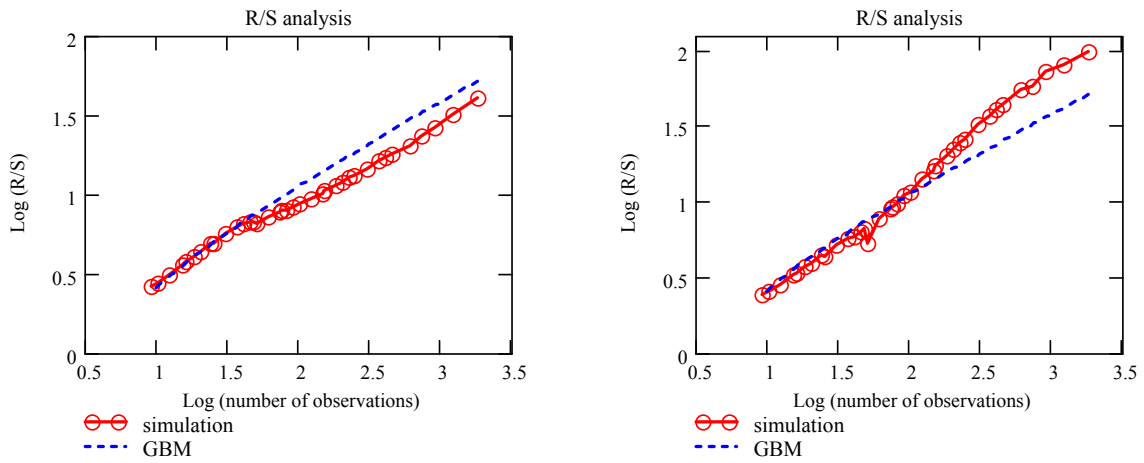 R/S analysis
2
1.5
1
0.5
0
Log (R/S)
0.5 1 1.5 2 2.5 3 3.5
Log (number of observations)
simulation
GBM
R/S analysis
2
1.5
1
0.5
0
Log (R/S)
0.5 1 1.5 2 2.5 3 3.5
Log (number of observations)
simulation
GBM